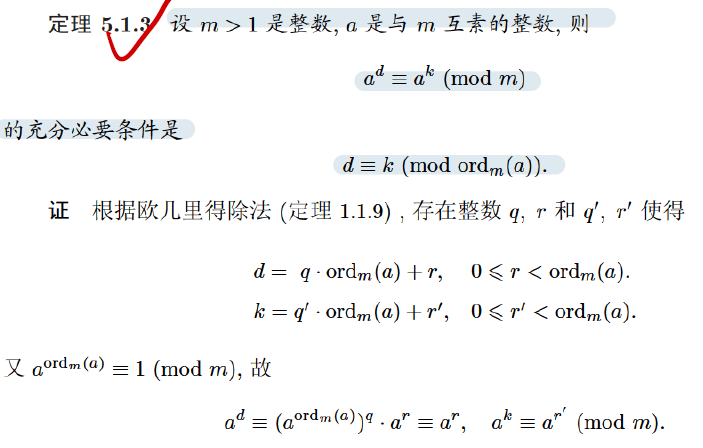 定理 5.1.3 设 m > 1 是整数, a 是与 m 互素的整数, 则
a^d ≡ a^k (mod m)
的充分必要条件是
d ≡ k (mod ord_m(a)).
证 根据欧几里得除法 (定理 1.1.9) , 存在整数 q, r 和 q′, r′ 使得
d = q · ord_m(a) + r, 0 ⩽ r < ord_m(a).
k = q′ · ord_m(a) + r′, 0 ⩽ r′ < ord_m(a).
又 a^{ord_m(a)} ≡ 1 (mod m), 故
a^d ≡ (a^{ord_m(a)})^q · a^r ≡ a^r, a^k ≡ a^{r′} (mod m).